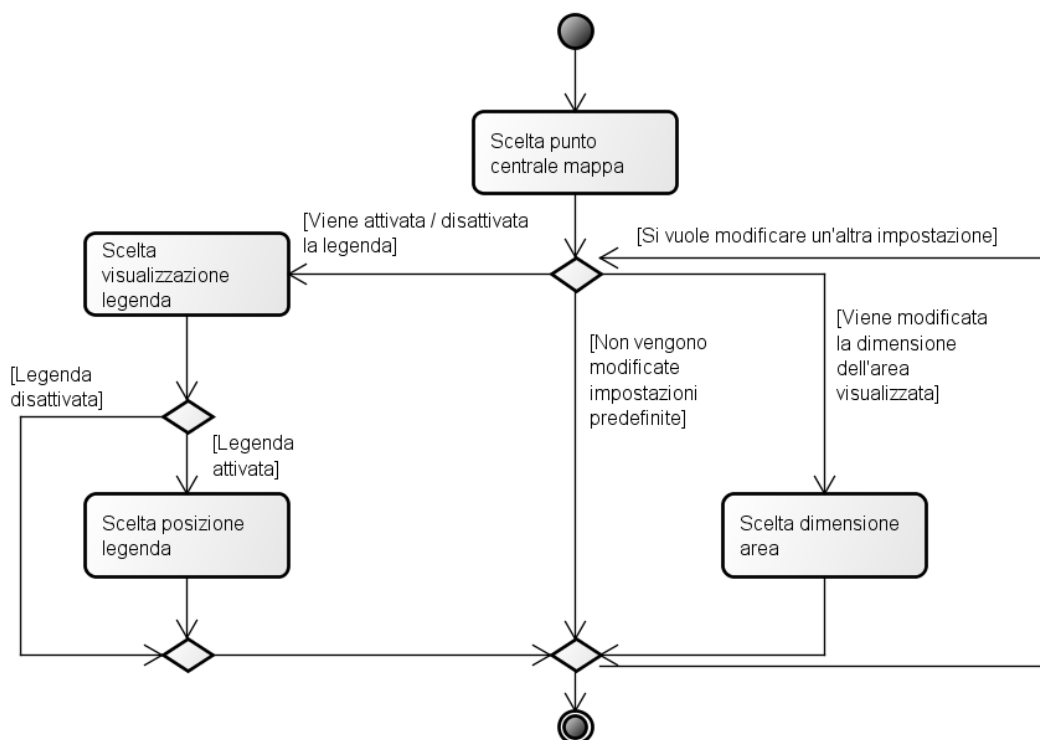 Scelta punto
centrale mappa
[Viene attivata / disattivata
la legenda]
[Si vuole modificare un'altra impostazione]
Scelta
visualizzazione
legenda
[Non vengono
modificate
impostazioni
predefinite]
[Viene modificata
la dimensione
dell'area
visualizzata]
[Legenda
disattivata]
[Legenda
attivata]
Scelta posizione
legenda
Scelta dimensione
area